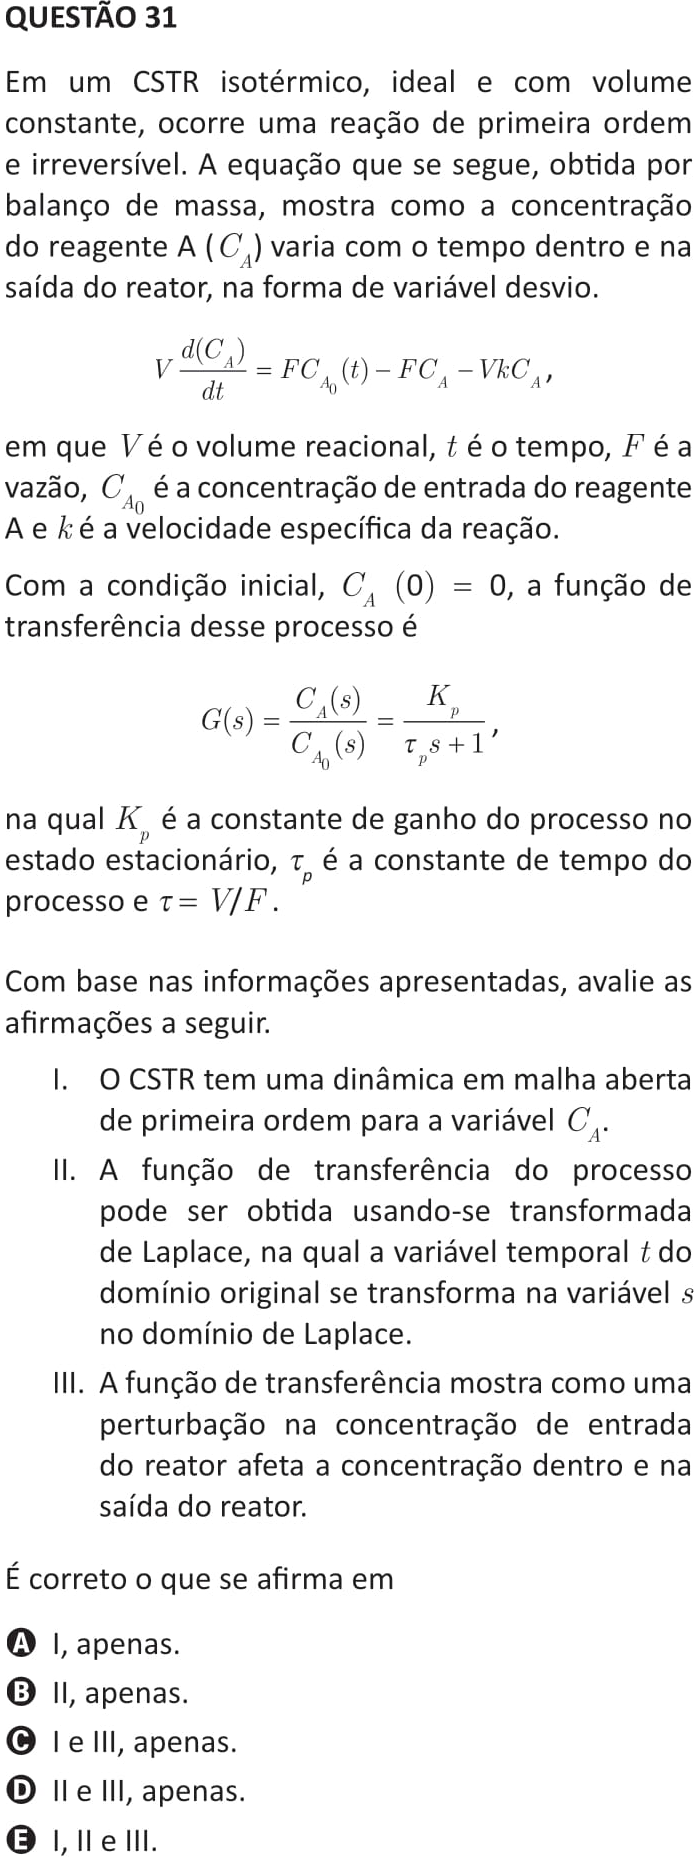 QUESTÃO 31
Em um CSTR isotérmico, ideal e com volume
constante, ocorre uma reação de primeira ordem
e irreversível. A equação que se segue, obtida por
balanço de massa, mostra como a concentração
do reagente A (C_A) varia com o tempo dentro e na
saída do reator, na forma de variável desvio.
V d(C_A)/dt = FC_{A_0}(t) − FC_A − VkC_A,
em que V é o volume reacional, t é o tempo, F é a
vazão, C_{A_0} é a concentração de entrada do reagente
A e k é a velocidade específica da reação.
Com a condição inicial, C_A (0) = 0, a função de
transferência desse processo é
G(s) = C_A(s)/C_{A_0}(s) = K_p/(τ_p s + 1),
na qual K_p é a constante de ganho do processo no
estado estacionário, τ_p é a constante de tempo do
processo e τ = V/F.
Com base nas informações apresentadas, avalie as
afirmações a seguir.
I. O CSTR tem uma dinâmica em malha aberta
de primeira ordem para a variável C_A.
II. A função de transferência do processo
pode ser obtida usando-se transformada
de Laplace, na qual a variável temporal t do
domínio original se transforma na variável s
no domínio de Laplace.
III. A função de transferência mostra como uma
perturbação na concentração de entrada
do reator afeta a concentração dentro e na
saída do reator.
É correto o que se afirma em
A I, apenas.
B II, apenas.
C I e III, apenas.
D II e III, apenas.
E I, II e III.